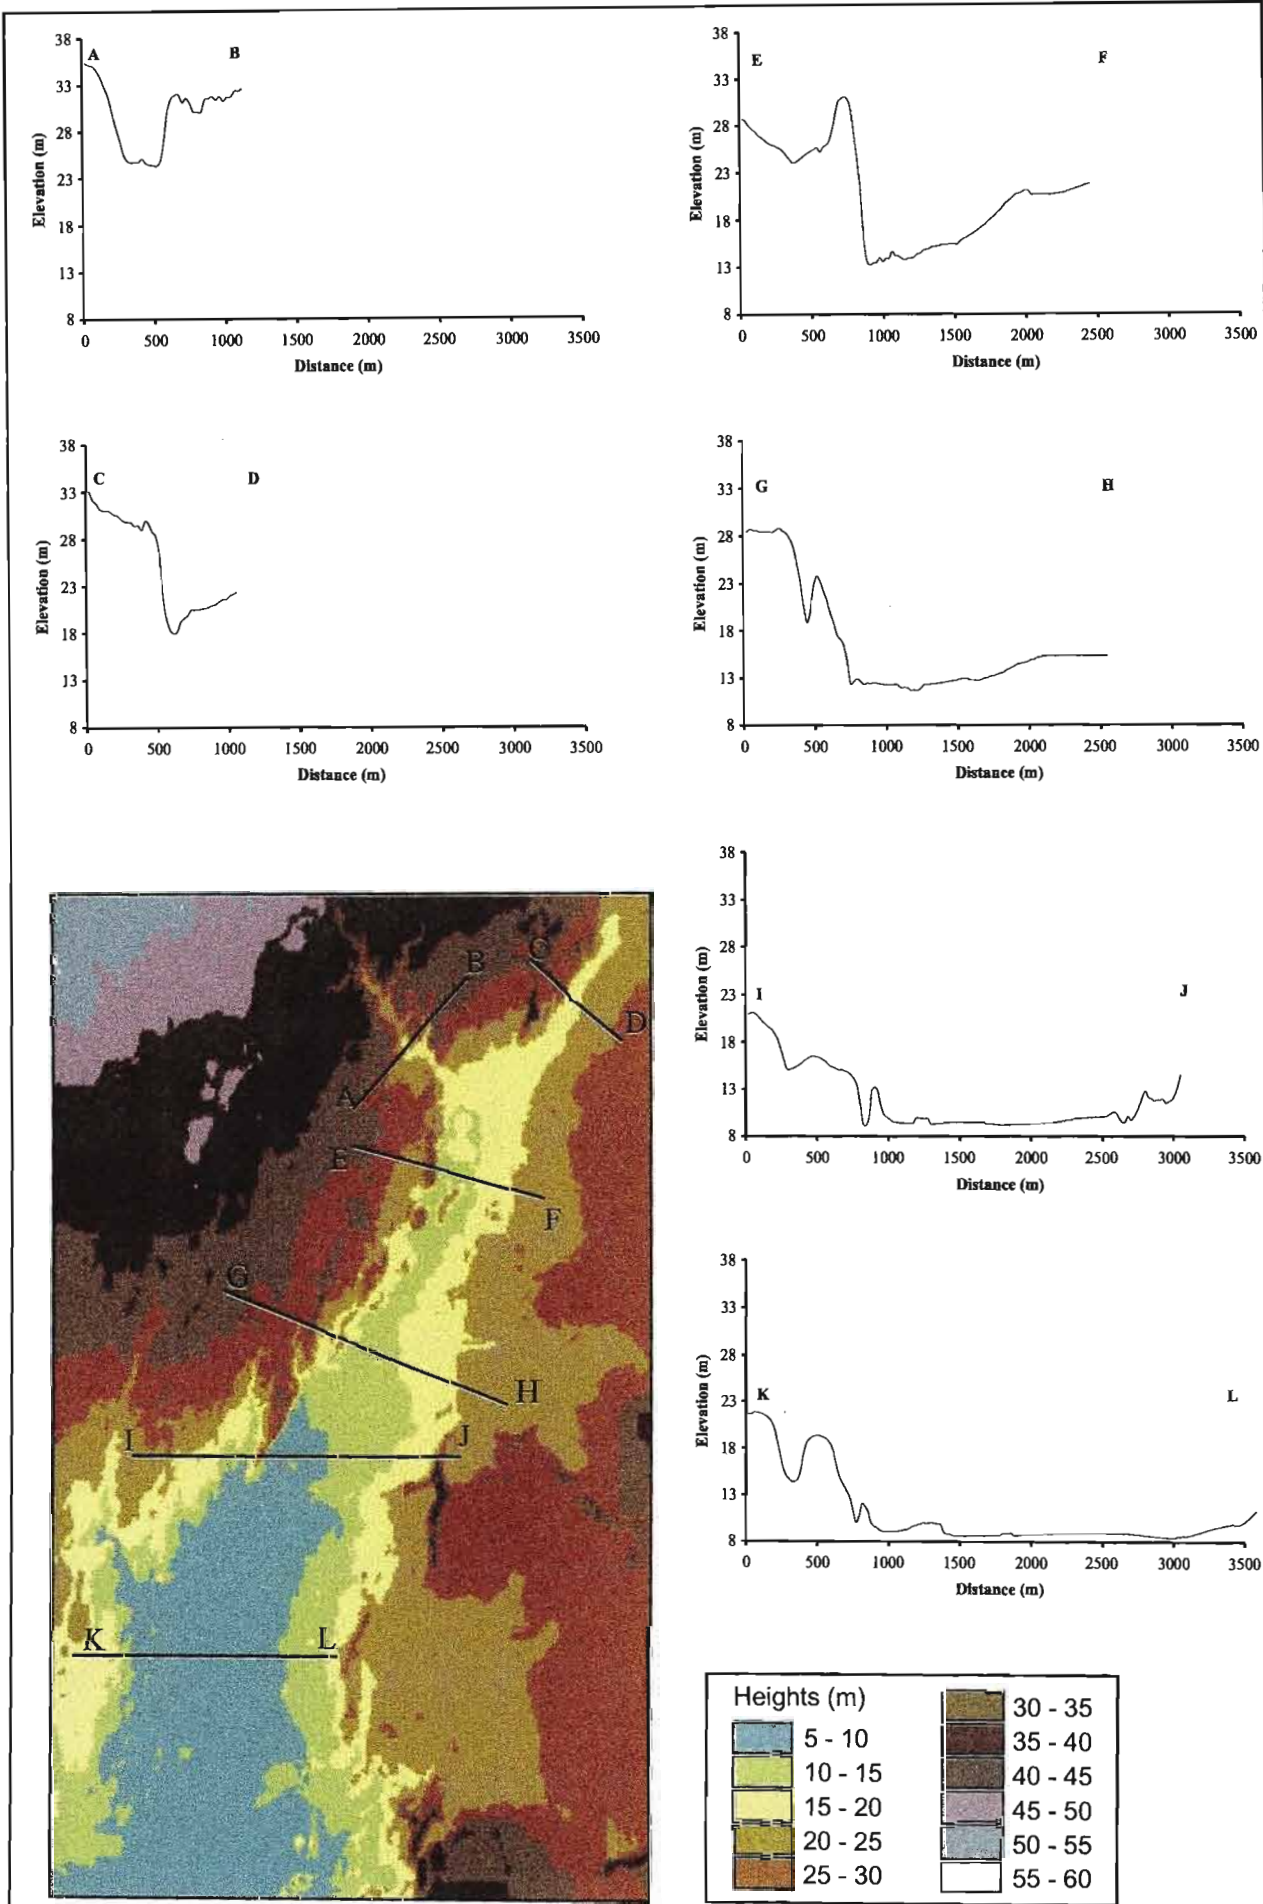 38
A B
33
28
23
18
13
8
Elevation (m)
0 500 1000 1500 2000 2500 3000 3500
Distance (m)
38
E F
33
28
23
18
13
8
Elevation (m)
0 500 1000 1500 2000 2500 3000 3500
Distance (m)
38
C D
33
28
23
18
13
8
Elevation (m)
0 500 1000 1500 2000 2500 3000 3500
Distance (m)
38
G H
33
28
23
18
13
8
Elevation (m)
0 500 1000 1500 2000 2500 3000 3500
Distance (m)
38
33
28
23
I J
18
13
8
Elevation (m)
0 500 1000 1500 2000 2500 3000 3500
Distance (m)
38
33
28
23
K L
18
13
8
Elevation (m)
0 500 1000 1500 2000 2500 3000 3500
Distance (m)
B C
D
A
E
F
G
H
I J
K L
Heights (m)
5 - 10
10 - 15
15 - 20
20 - 25
25 - 30
30 - 35
35 - 40
40 - 45
45 - 50
50 - 55
55 - 60